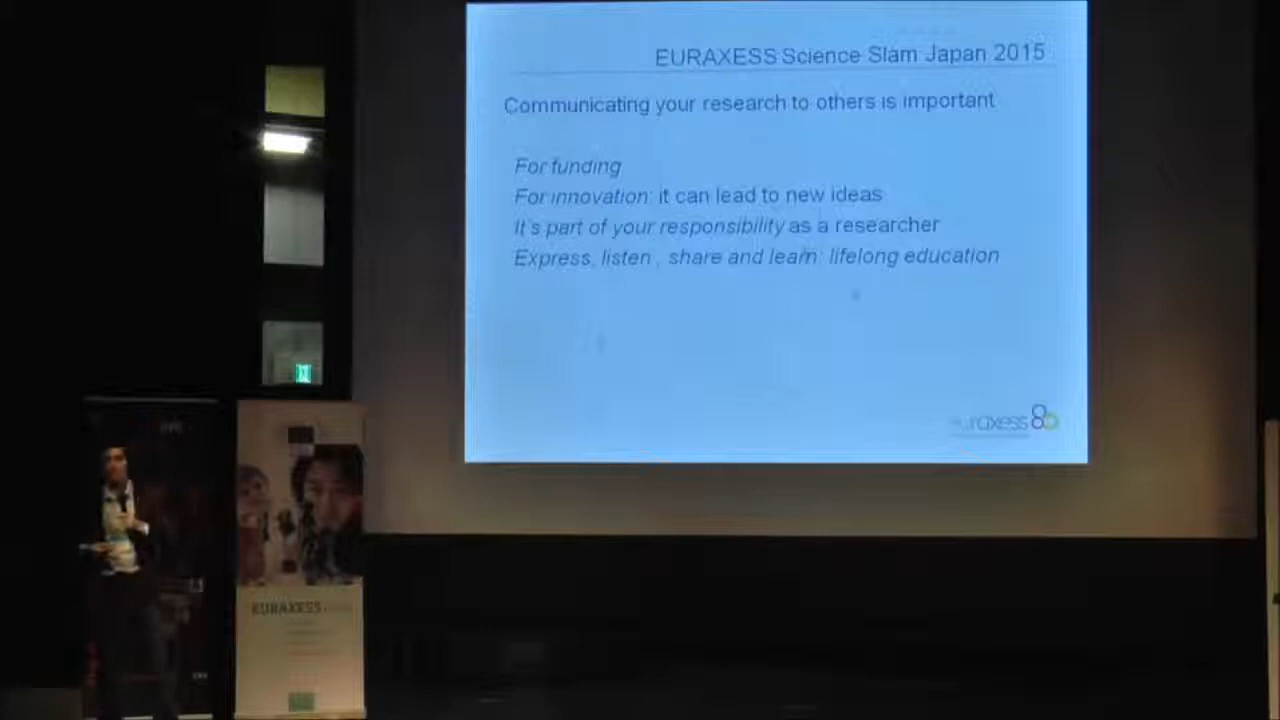 EURAXESS Science Slam Japan 2015
Communicating your research to others is important
For funding
For innovation: it can lead to new ideas
It's part of your responsibility as a researcher
Express, listen , share and learn: lifelong education
euraxess
EURAXESS